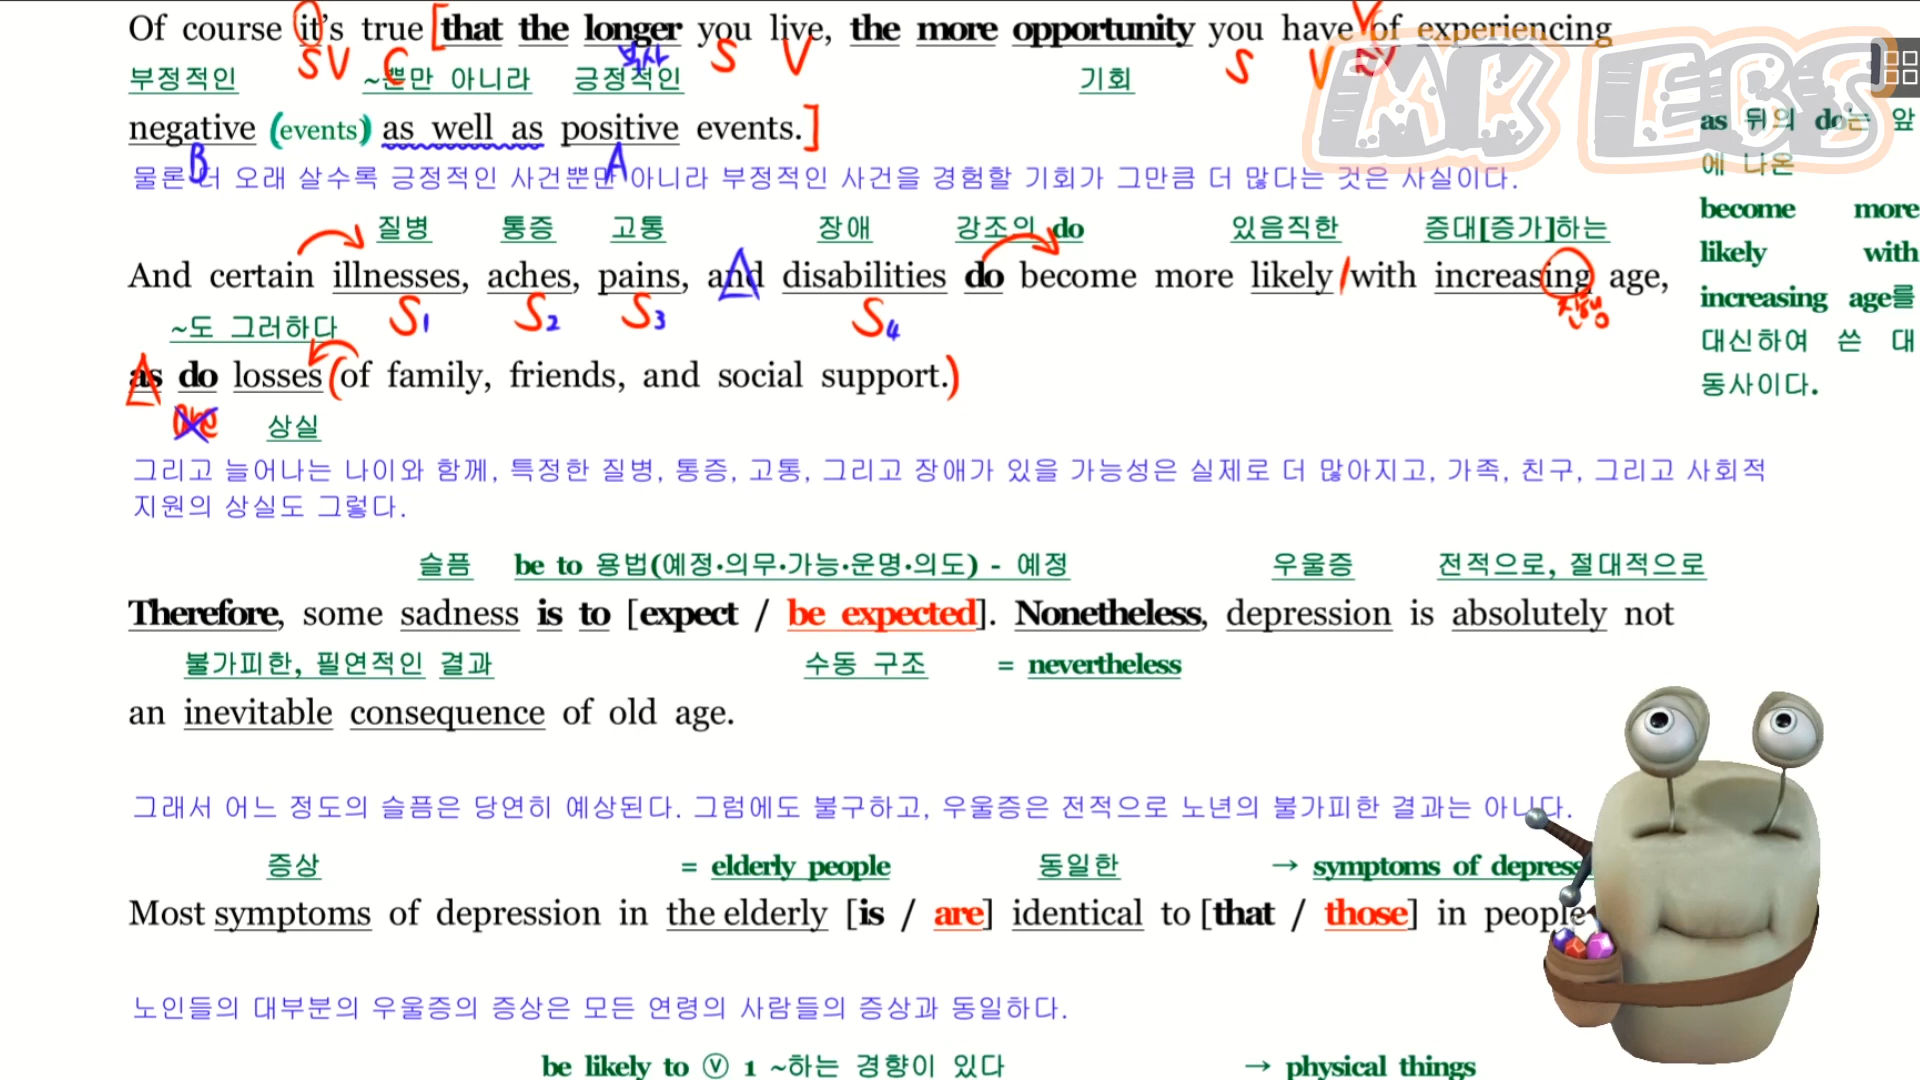 Of course it's true [that the longer you live, the more opportunity you have of experiencing
S V C 부사 S V S V
부정적인 ~뿐만 아니라 긍정적인 기회
MK EBS
negative (events) as well as positive events.]
B A
물론 더 오래 살수록 긍정적인 사건뿐만 아니라 부정적인 사건을 경험할 기회가 그만큼 더 많다는 것은 사실이다.
as 뒤의 do는 앞
에 나온
become more
likely with
increasing age를
대신하여 쓴 대
동사이다.
질병 통증 고통 장애 강조의 do 있음직한 증대[증가]하는
And certain illnesses, aches, pains, and disabilities do become more likely / with increasing age,
S1 S2 S3 S4 진행
~도 그러하다
as do losses (of family, friends, and social support.)
are 상실
그리고 늘어나는 나이와 함께, 특정한 질병, 통증, 고통, 그리고 장애가 있을 가능성은 실제로 더 많아지고, 가족, 친구, 그리고 사회적
지원의 상실도 그렇다.
슬픔 be to 용법(예정·의무·가능·운명·의도) - 예정 우울증 전적으로, 절대적으로
Therefore, some sadness is to [expect / be expected]. Nonetheless, depression is absolutely not
불가피한, 필연적인 결과 수동 구조 = nevertheless
an inevitable consequence of old age.
그래서 어느 정도의 슬픔은 당연히 예상된다. 그럼에도 불구하고, 우울증은 전적으로 노년의 불가피한 결과는 아니다.
증상 = elderly people 동일한 → symptoms of depress
Most symptoms of depression in the elderly [is / are] identical to [that / those] in people
노인들의 대부분의 우울증의 증상은 모든 연령의 사람들의 증상과 동일하다.
be likely to ⓥ 1 ~하는 경향이 있다 → physical things